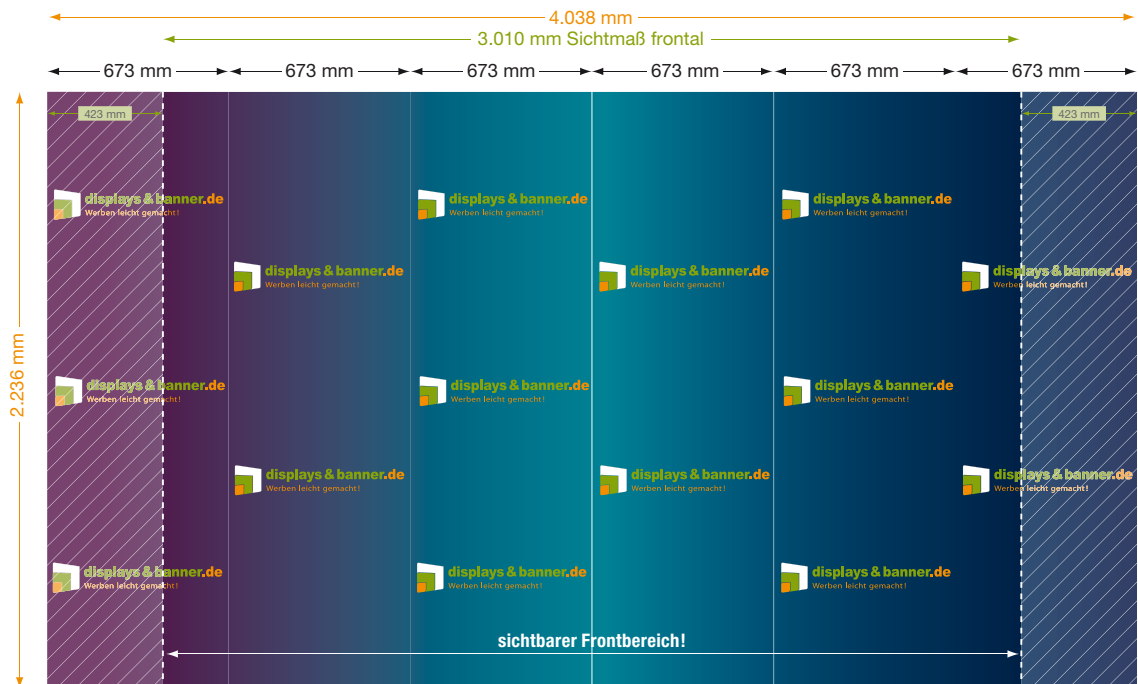 4.038 mm
3.010 mm Sichtmaß frontal
673 mm 673 mm 673 mm 673 mm 673 mm 673 mm
423 mm 423 mm
2.236 mm
displays & banner.de displays & banner.de displays & banner.de
Werben leicht gemacht! Werben leicht gemacht! Werben leicht gemacht!
displays & banner.de displays & banner.de displays & banner.de
Werben leicht gemacht! Werben leicht gemacht! Werben leicht gemacht!
displays & banner.de displays & banner.de displays & banner.de
Werben leicht gemacht! Werben leicht gemacht! Werben leicht gemacht!
displays & banner.de displays & banner.de displays & banner.de
Werben leicht gemacht! Werben leicht gemacht! Werben leicht gemacht!
displays & banner.de displays & banner.de displays & banner.de
Werben leicht gemacht! Werben leicht gemacht! Werben leicht gemacht!
sichtbarer Frontbereich!